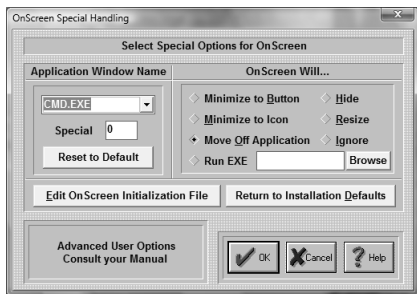 OnScreen Special Handling
Select Special Options for OnScreen
Application Window Name
OnScreen Will...
CMD.EXE
Special 0
Reset to Default
Minimize to Button
Hide
Minimize to Icon
Resize
Move Off Application
Ignore
Run EXE
Browse
Edit OnScreen Initialization File
Return to Installation Defaults
Advanced User Options
Consult your Manual
OK
Cancel
Help